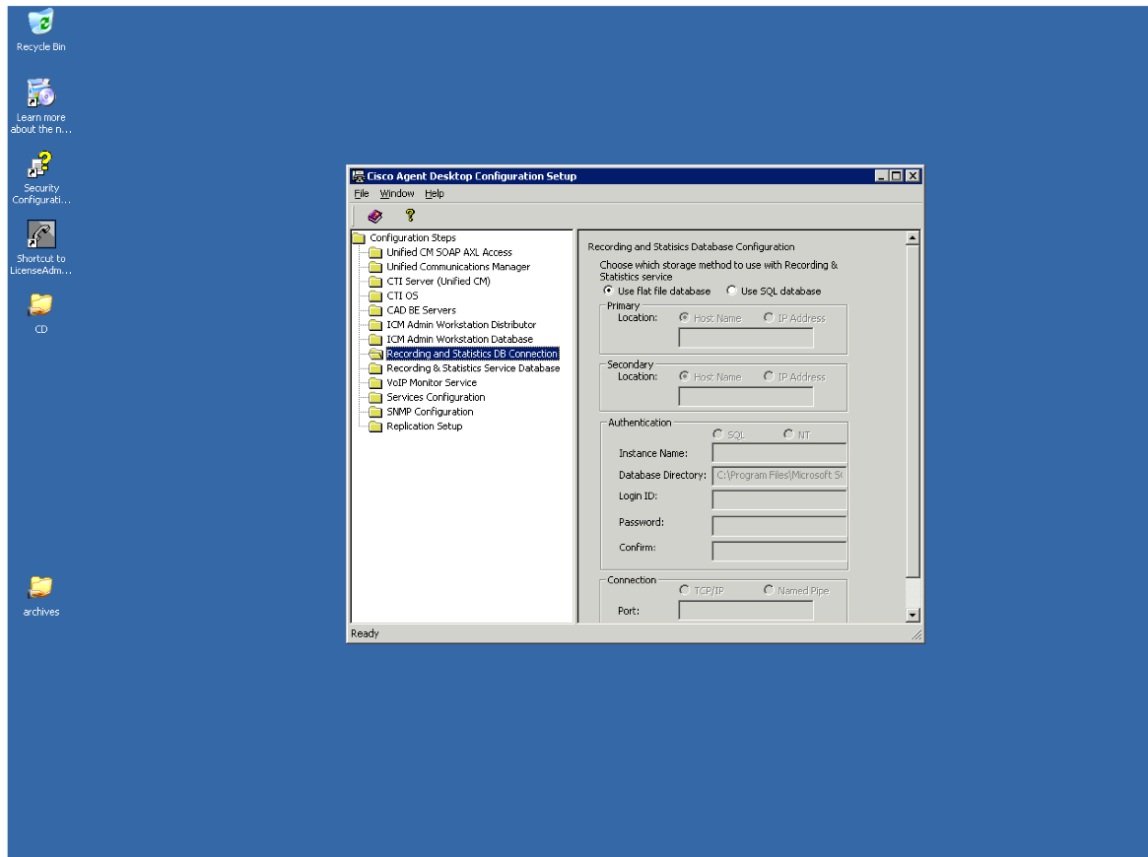 Recycle Bin
Learn more
about the n...
Security
Configurati...
Shortcut to
LicenseAdm...
CD
archives
Cisco Agent Desktop Configuration Setup
File Window Help
Configuration Steps
Unified CM SOAP AXL Access
Unified Communications Manager
CTI Server (Unified CM)
CTI OS
CAD BE Servers
ICM Admin Workstation Distributor
ICM Admin Workstation Database
Recording and Statistics DB Connection
Recording & Statistics Service Database
VoIP Monitor Service
Services Configuration
SNMP Configuration
Replication Setup
Recording and Statisics Database Configuration
Choose which storage method to use with Recording &
Statistics service
Use flat file database Use SQL database
Primary
Location: Host Name IP Address
Secondary
Location: Host Name IP Address
Authentication
SQL NT
Instance Name:
Database Directory: C:\Program Files\Microsoft S
Login ID:
Password:
Confirm:
Connection
TCP/IP Named Pipe
Port:
Ready